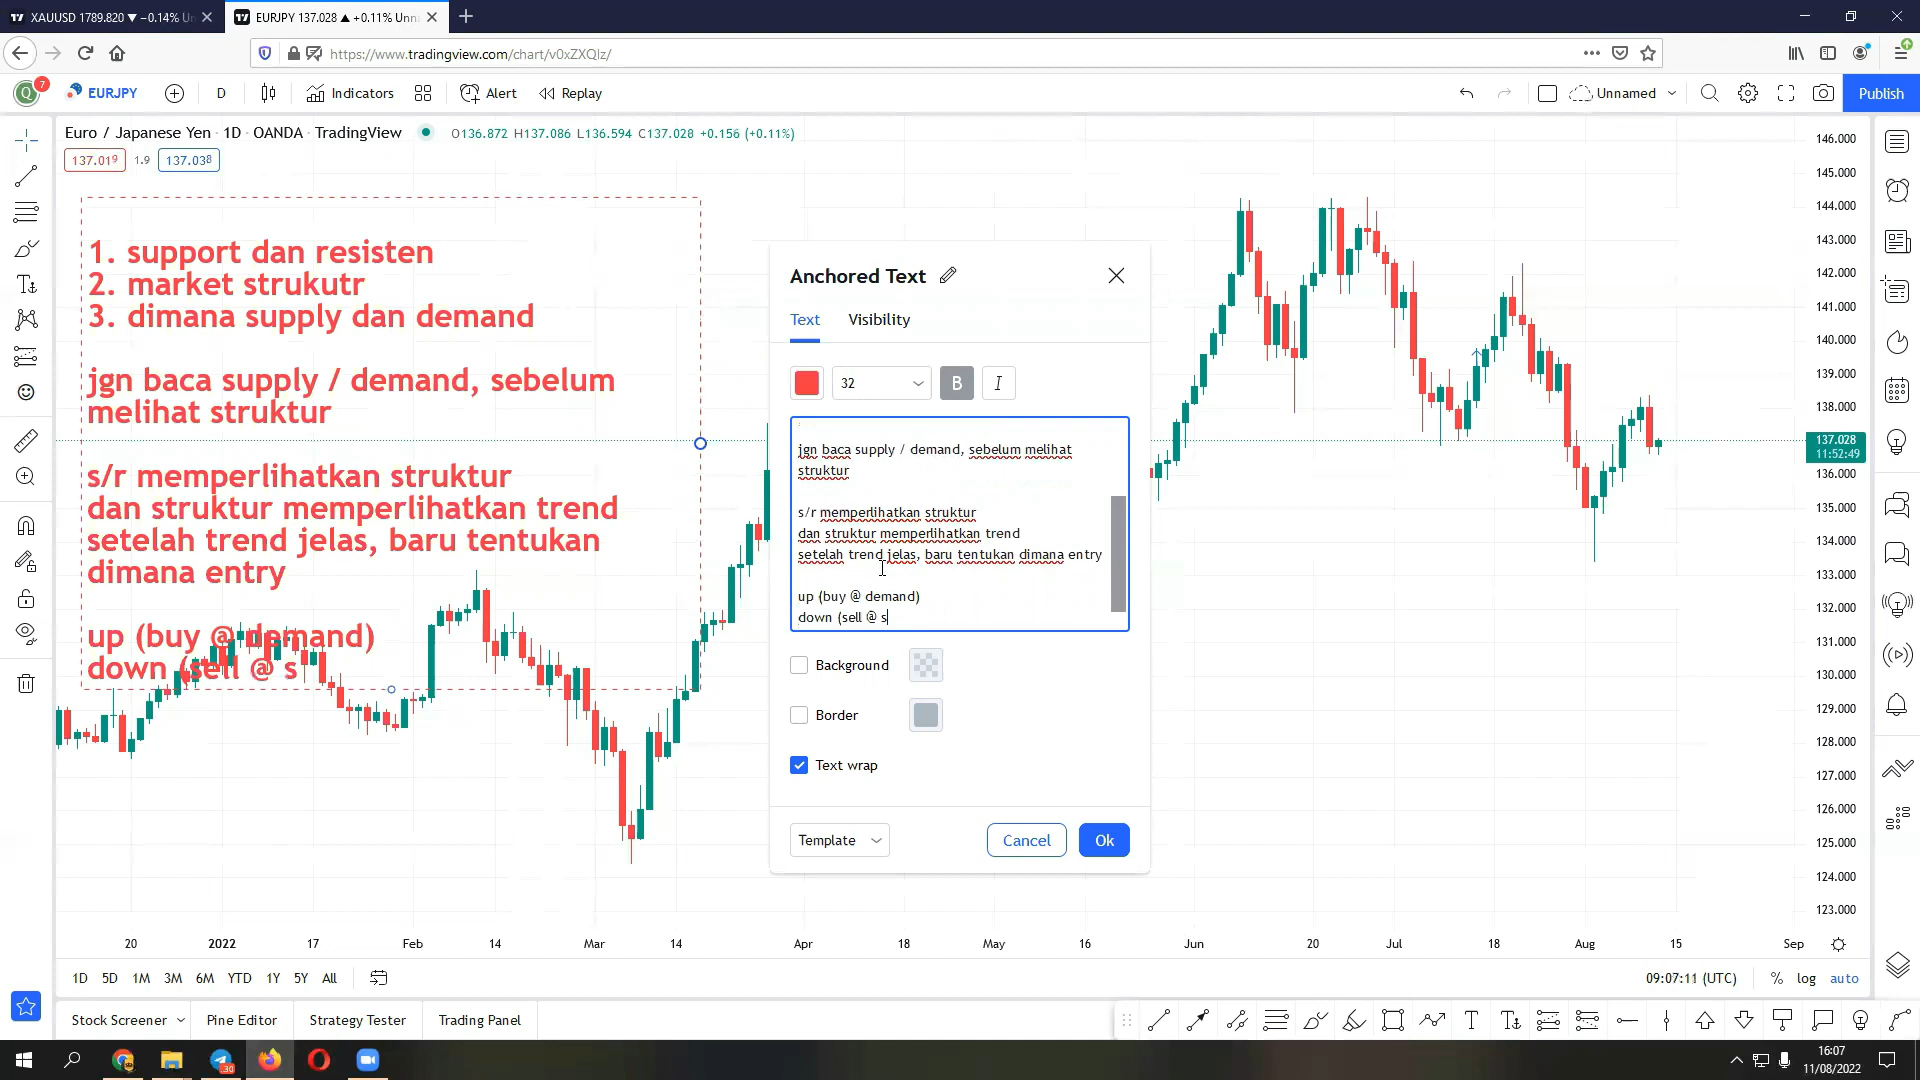 XAUUSD 1789.820 ▼ −0.14% Un
EURJPY 137.028 ▲ +0.11% Unn
https://www.tradingview.com/chart/v0xZXQlz/
Q
7
EURJPY
D
Indicators
Alert
Replay
Unnamed
Publish
Euro / Japanese Yen · 1D · OANDA · TradingView
O136.872 H137.086 L136.594 C137.028 +0.156 (+0.11%)
137.019
1.9
137.038
1. support dan resisten
2. market strukutr
3. dimana supply dan demand
jgn baca supply / demand, sebelum
melihat struktur
s/r memperlihatkan struktur
dan struktur memperlihatkan trend
setelah trend jelas, baru tentukan
dimana entry
up (buy @ demand)
down (sell @ s
Anchored Text
Text
Visibility
32
B
I
jgn baca supply / demand, sebelum melihat
struktur
s/r memperlihatkan struktur
dan struktur memperlihatkan trend
setelah trend jelas, baru tentukan dimana entry
up (buy @ demand)
down (sell @ s
Background
Border
Text wrap
Template
Cancel
Ok
146.000
145.000
144.000
143.000
142.000
141.000
140.000
139.000
138.000
137.028
11:52:49
136.000
135.000
134.000
133.000
132.000
131.000
130.000
129.000
128.000
127.000
126.000
125.000
124.000
123.000
20
2022
17
Feb
14
Mar
14
Apr
18
May
16
Jun
20
Jul
18
Aug
15
Sep
1D
5D
1M
3M
6M
YTD
1Y
5Y
All
09:07:11 (UTC)
%
log
auto
Stock Screener
Pine Editor
Strategy Tester
Trading Panel
30
16:07
11/08/2022